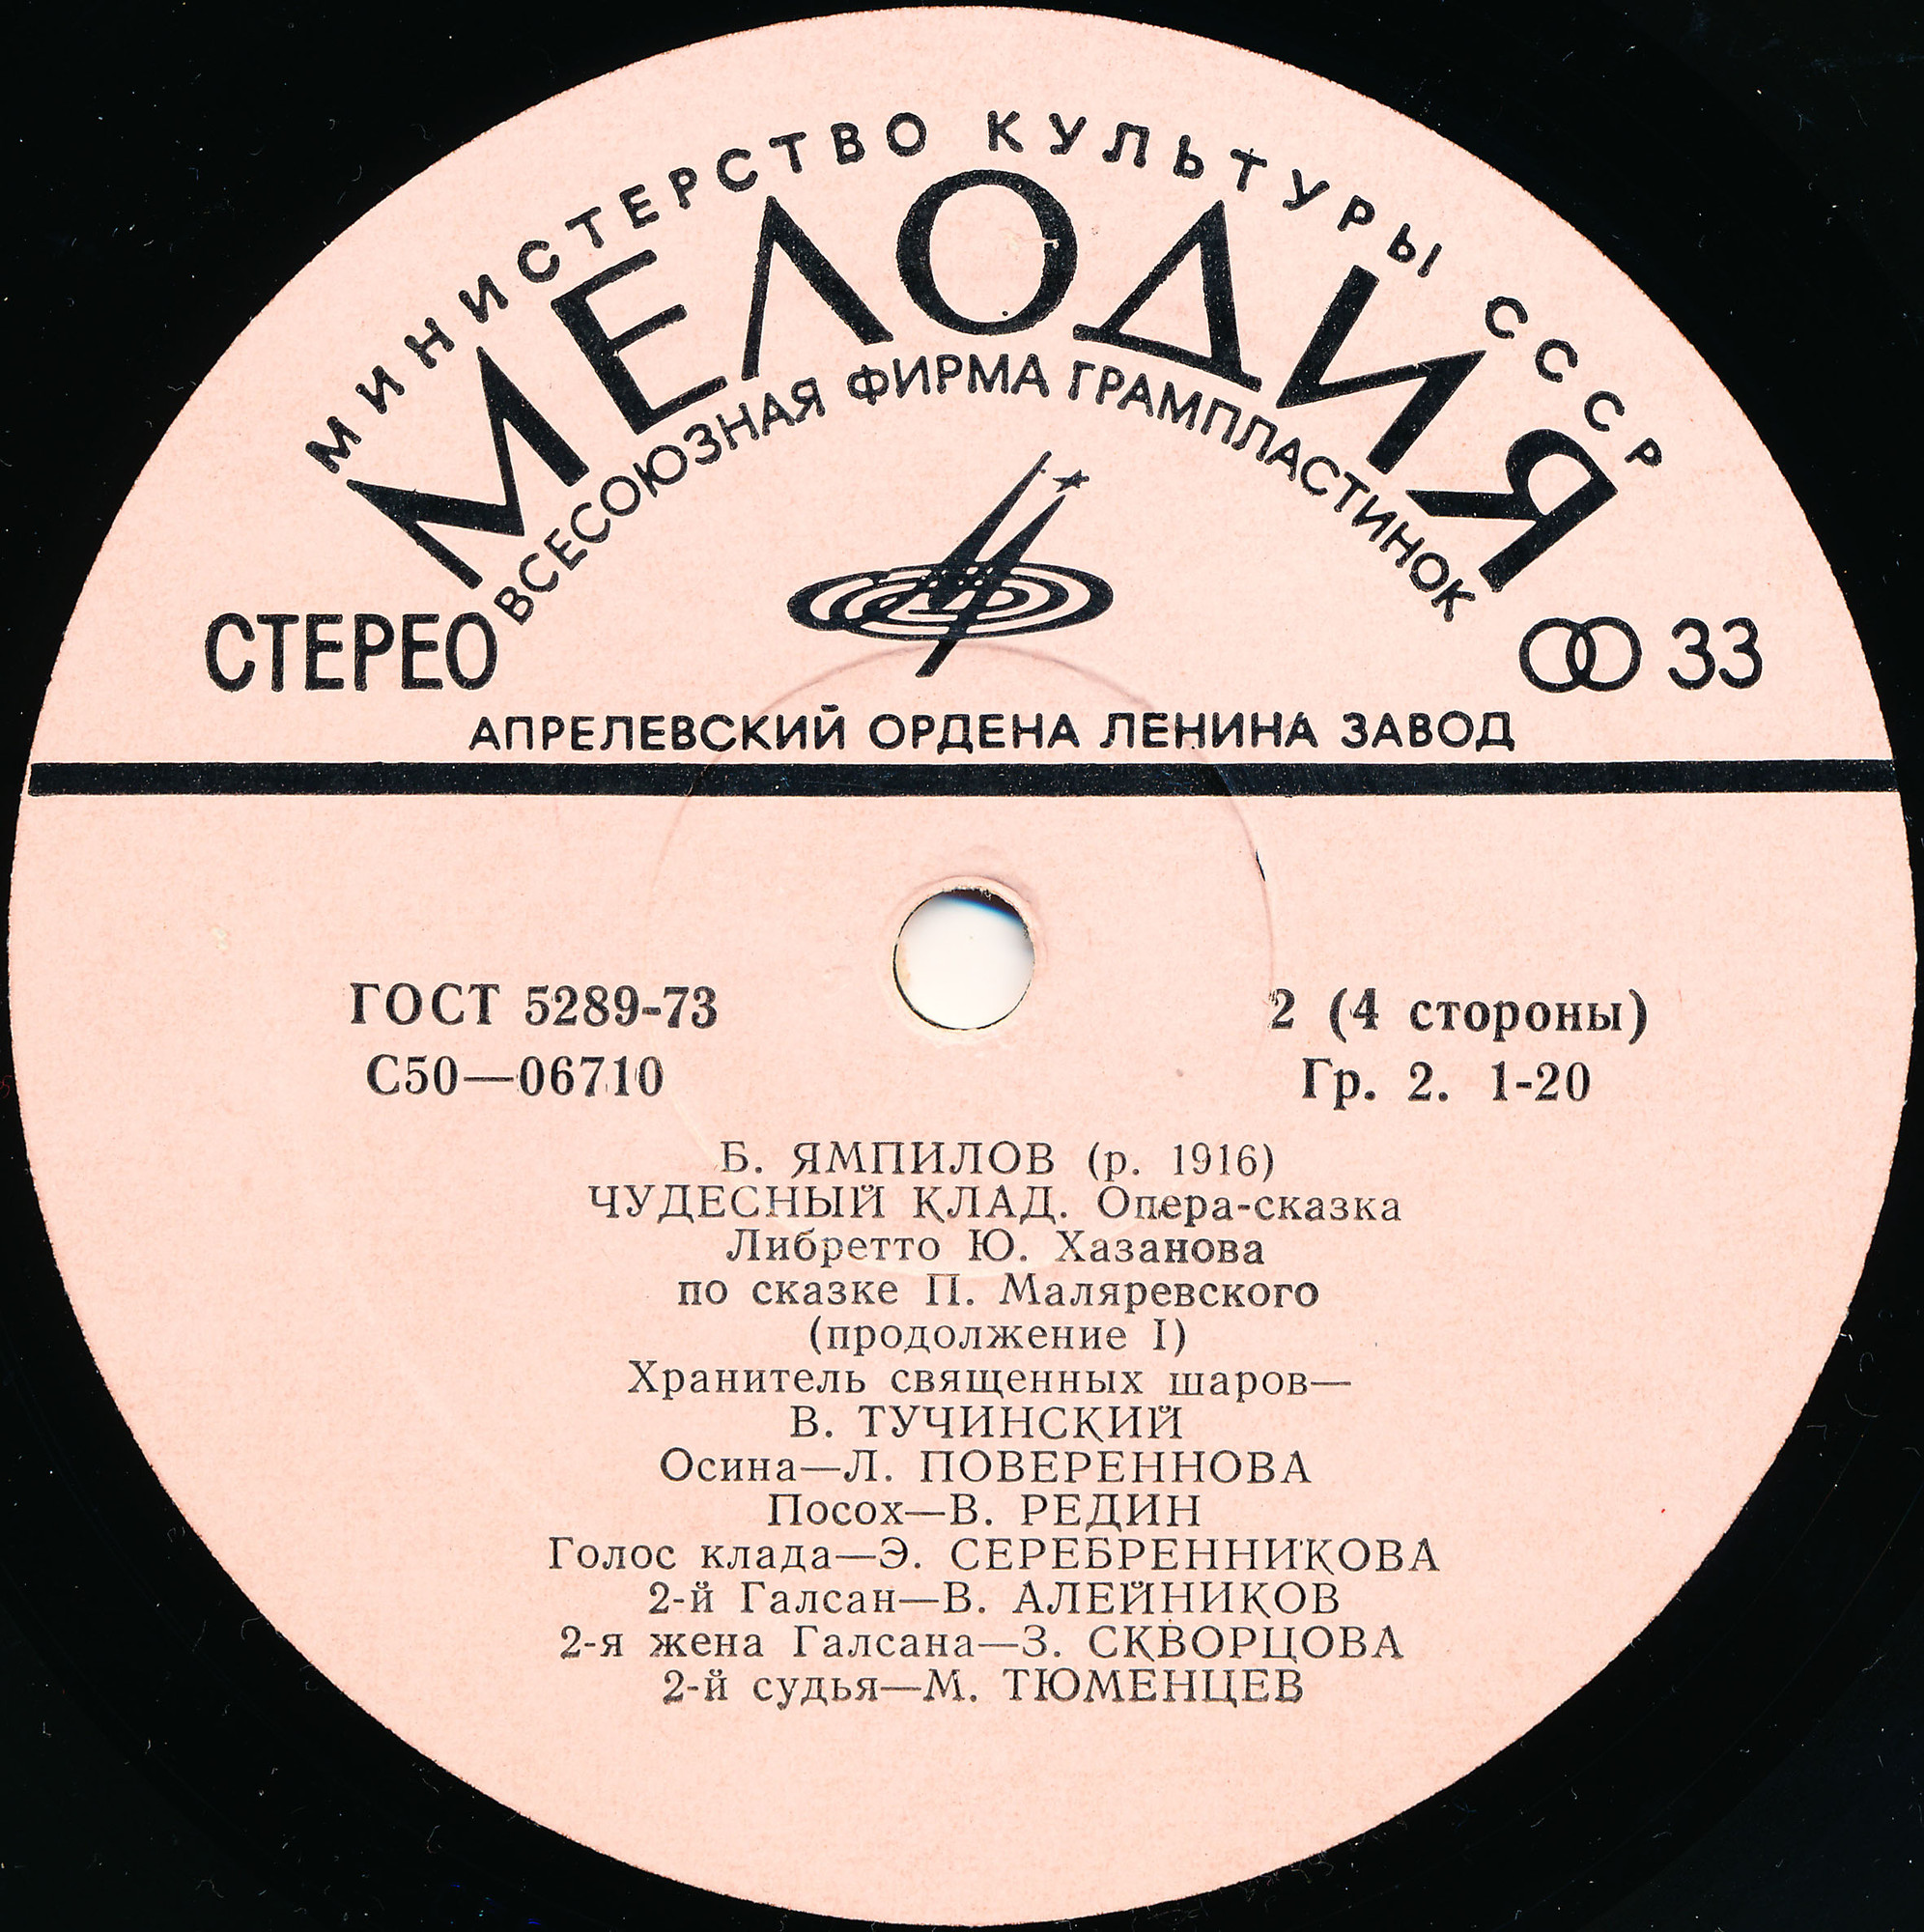 МИНИСТЕРСТВО КУЛЬТУРЫ СССР
МЕЛОДИЯ
ВСЕСОЮЗНАЯ ФИРМА ГРАМПЛАСТИНОК
СТЕРЕО 33
АПРЕЛЕВСКИЙ ОРДЕНА ЛЕНИНА ЗАВОД
ГОСТ 5289-73
С50—06710
2 (4 стороны)
Гр. 2. 1-20
Б. ЯМПИЛОВ (р. 1916)
ЧУДЕСНЫЙ КЛАД. Опера-сказка
Либретто Ю. Хазанова
по сказке П. Маляревского
(продолжение I)
Хранитель священных шаров—
В. ТУЧИНСКИЙ
Осина—Л. ПОВЕРЕННОВА
Посох—В. РЕДИН
Голос клада—Э. СЕРЕБРЕННИКОВА
2-й Галсан—В. АЛЕЙНИКОВ
2-я жена Галсана—З. СКВОРЦОВА
2-й судья—М. ТЮМЕНЦЕВ